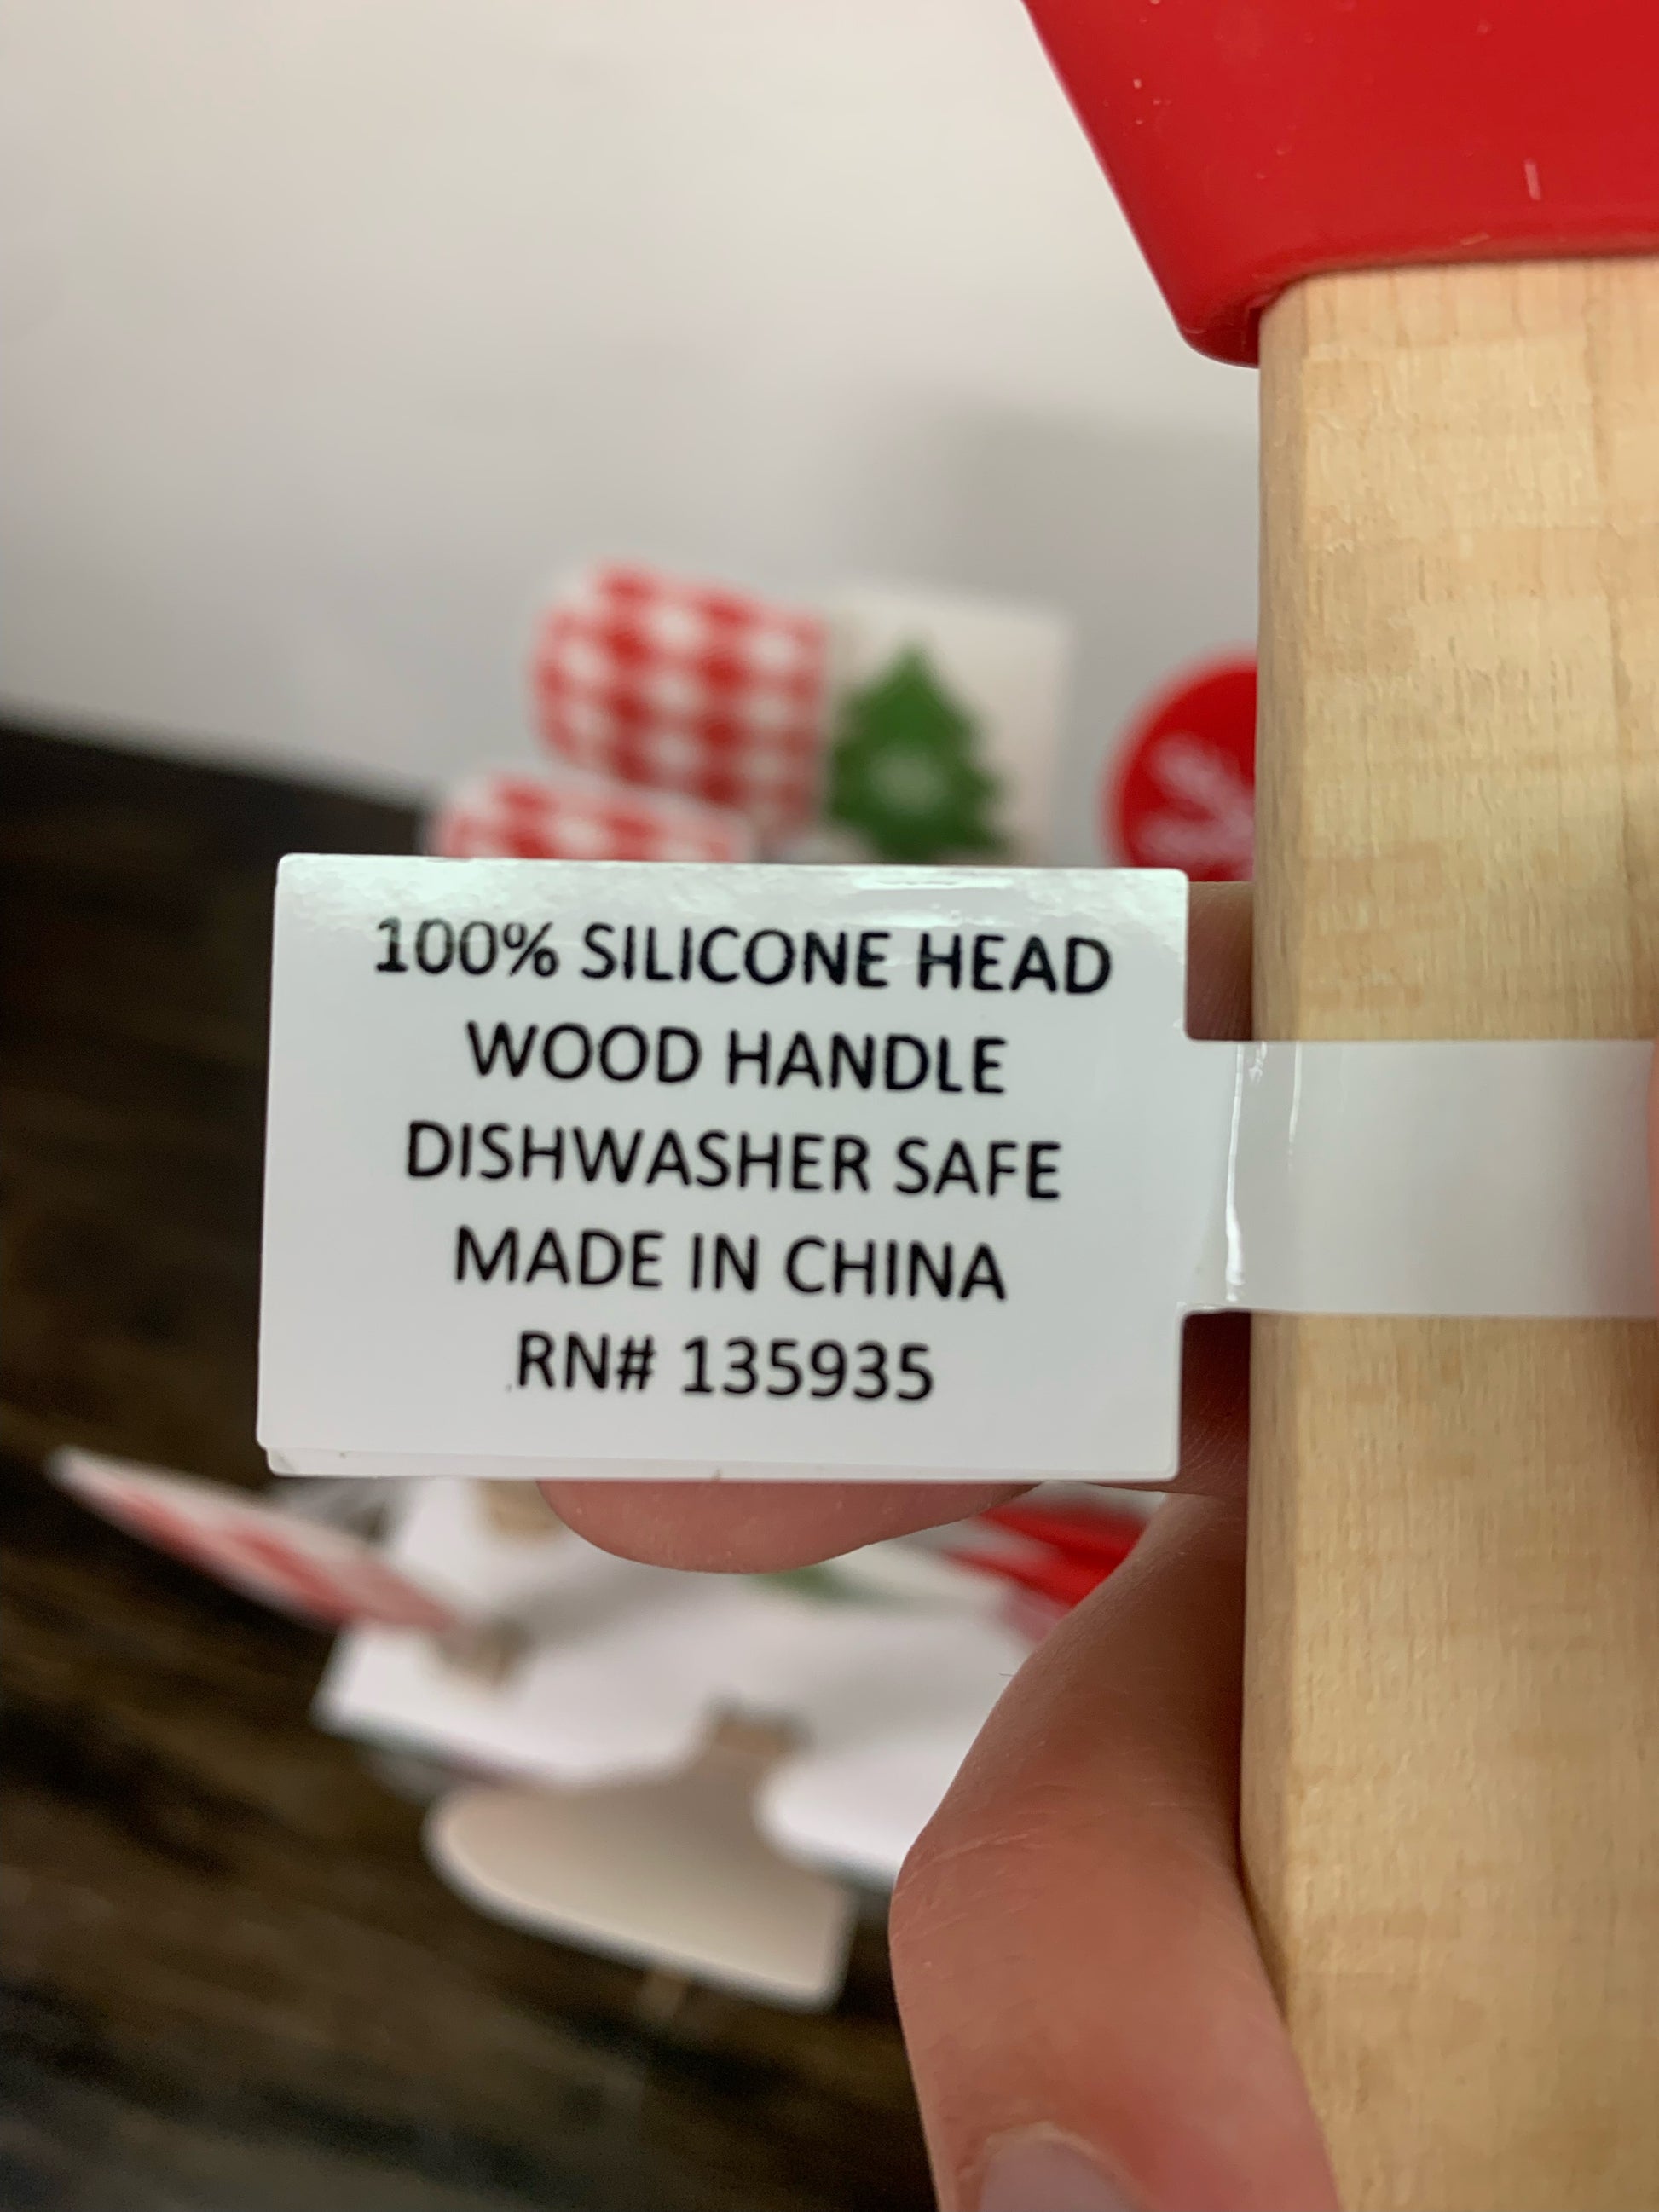 100% SILICONE HEAD
WOOD HANDLE
DISHWASHER SAFE
MADE IN CHINA
RN# 135935